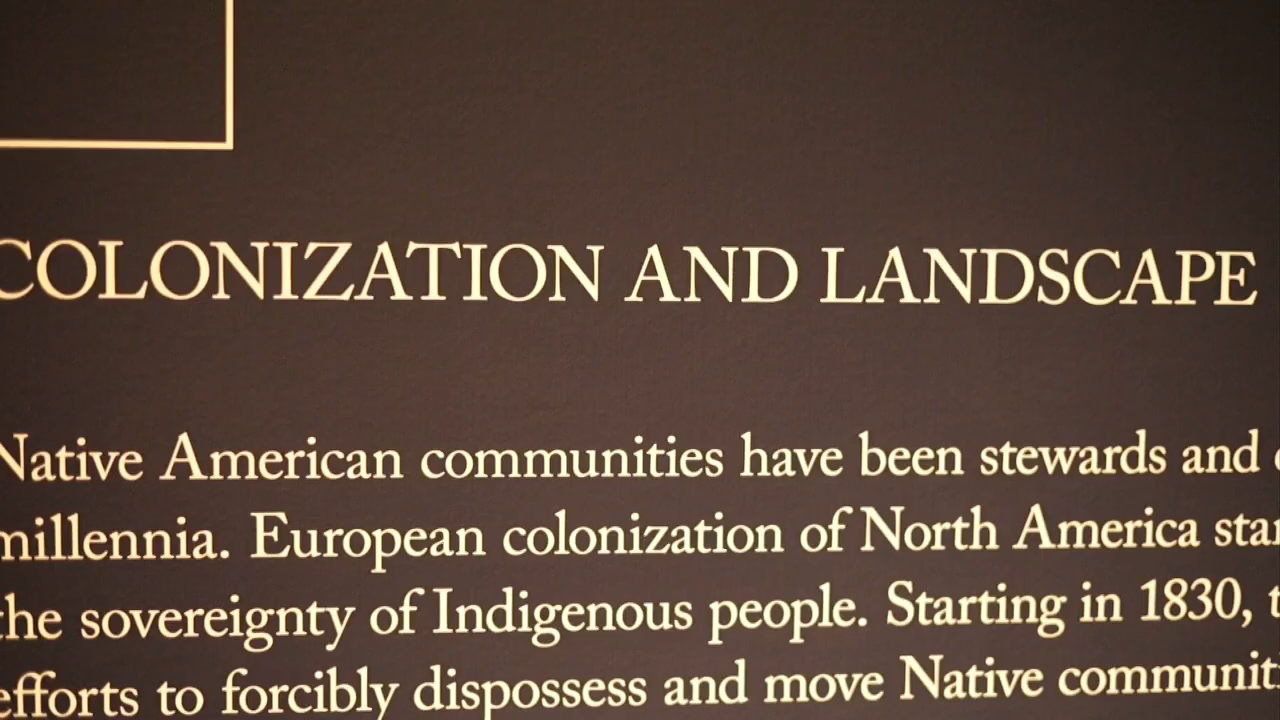 COLONIZATION AND LANDSCAPE
Native American communities have been stewards and
millennia. European colonization of North America
the sovereignty of Indigenous people. Starting in 1830,
efforts to forcibly dispossess and move Native